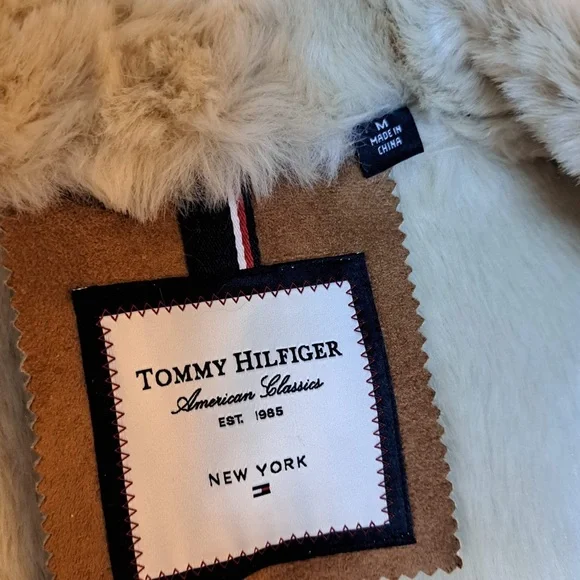 M
MADE IN
CHINA
TOMMY HILFIGER
American Classics
EST. 1985
NEW YORK